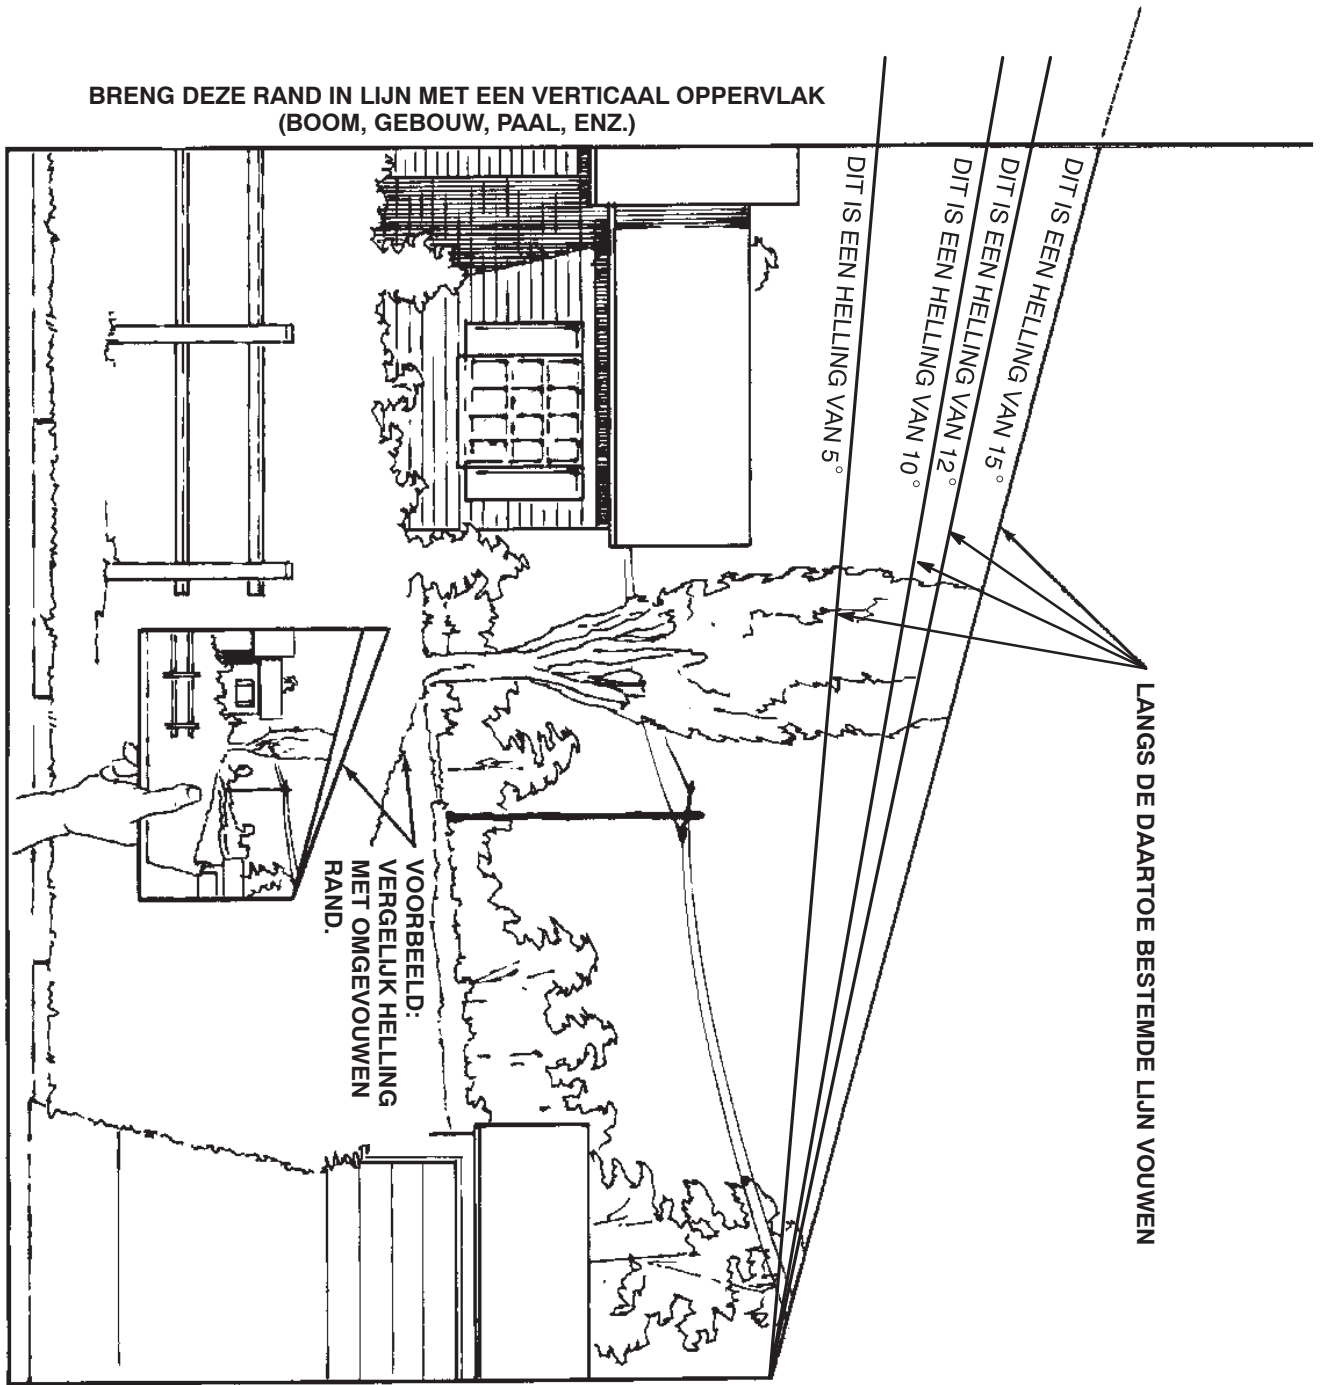 BRENG DEZE RAND IN LIJN MET EEN VERTICAAL OPPERVLAK
(BOOM, GEBOUW, PAAL, ENZ.)
DIT IS EEN HELLING VAN 15°
DIT IS EEN HELLING VAN 12°
DIT IS EEN HELLING VAN 10°
DIT IS EEN HELLING VAN 5°
LANGS DE DAARTOE BESTEMDE LIJN VOUWEN
VOORBEELD:
VERGELIJK HELLING
MET OMGEVOUWEN
RAND.